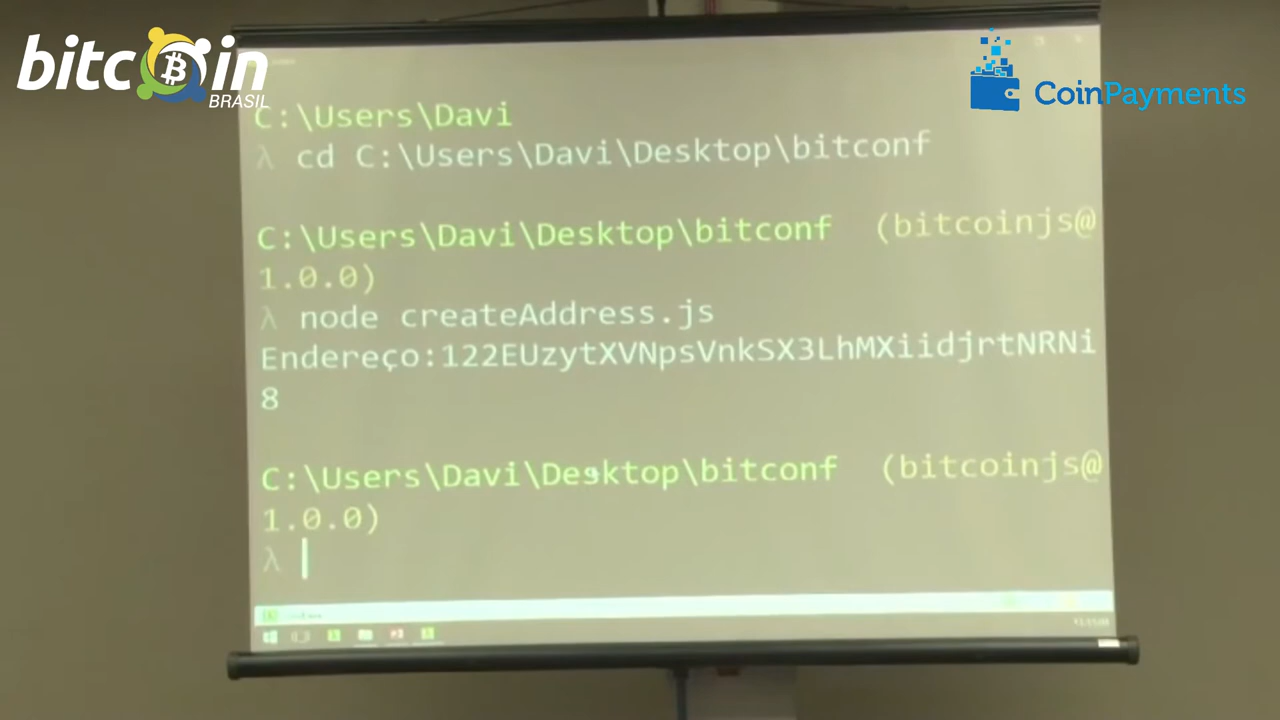 bitcoin
BRASIL
CoinPayments
C:\Users\Davi
λ cd C:\Users\Davi\Desktop\bitconf
C:\Users\Davi\Desktop\bitconf (bitcoinjs@
1.0.0)
λ node createAddress.js
Endereço:122EUzytXVNpsVnkSX3LhMXiidjrtNRNi
8
C:\Users\Davi\Desktop\bitconf (bitcoinjs@
1.0.0)
λ